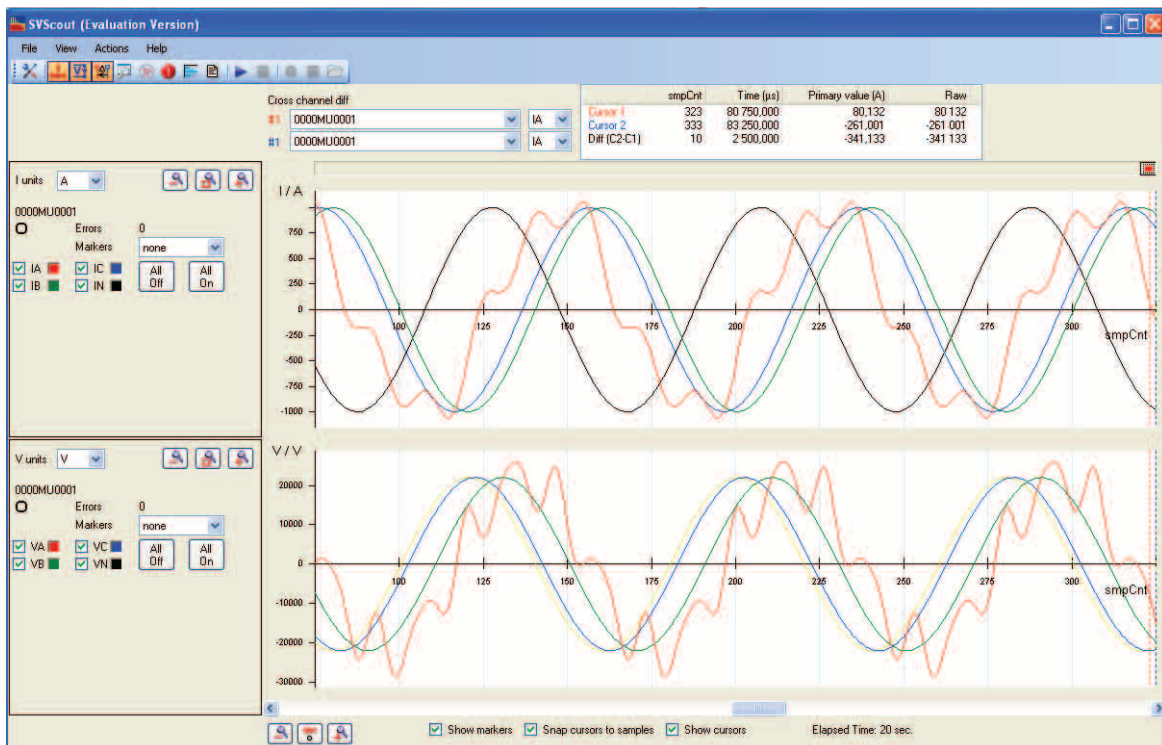 SVScout (Evaluation Version)
File View Actions Help
Cross channel diff
#1 0000MU0001 IA
#1 0000MU0001 IA
smpCnt Time (µs) Primary value (A) Raw
Cursor 1 323 80 750,000 80,132 80 132
Cursor 2 333 83 250,000 -261,001 -261 001
Diff (C2-C1) 10 2 500,000 -341,133 -341 133
I units A
0000MU0001
Errors 0
Markers none
IA IC All Off All On
IB IN
I / A
750
500
250
0
-250
-500
-750
-1000
100 125 150 175 200 225 250 275 300 smpCnt
V units V
0000MU0001
Errors 0
Markers none
VA VC All Off All On
VB VN
V / V
20000
10000
0
-10000
-20000
-30000
100 125 150 175 200 225 250 275 300 smpCnt
Show markers Snap cursors to samples Show cursors Elapsed Time: 20 sec.